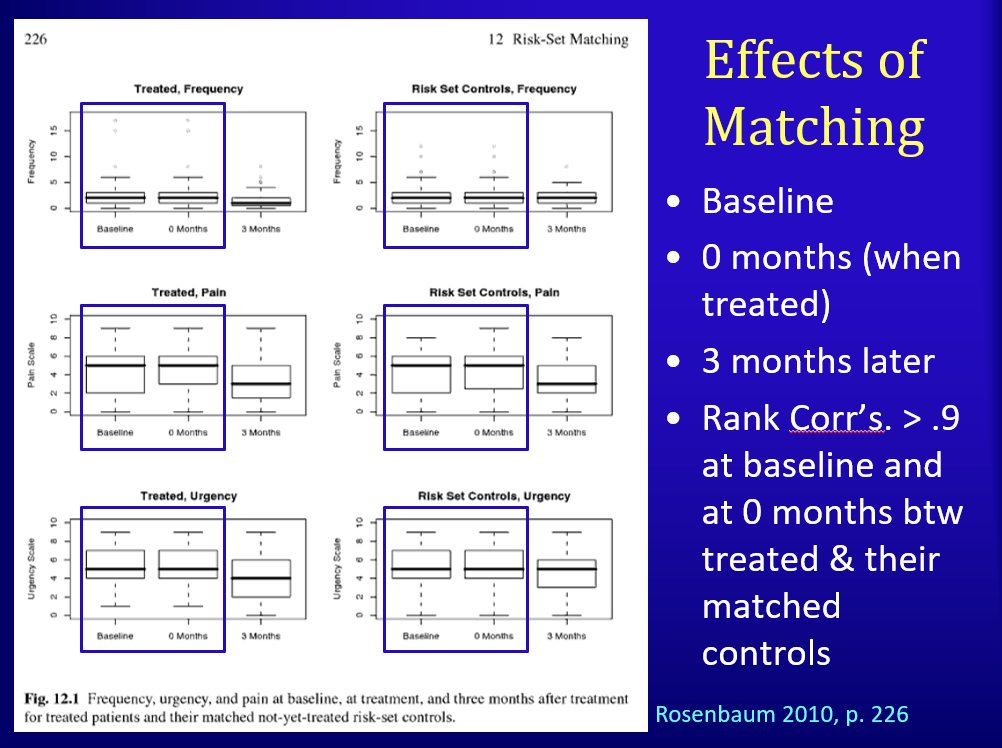 226
12 Risk-Set Matching
Treated, Frequency
Frequency
0 5 10 15
Baseline 0 Months 3 Months
Risk Set Controls, Frequency
Frequency
0 5 10 15
Baseline 0 Months 3 Months
Treated, Pain
Pain Scale
0 2 4 6 8 10
Baseline 0 Months 3 Months
Risk Set Controls, Pain
Pain Scale
0 2 4 6 8 10
Baseline 0 Months 3 Months
Treated, Urgency
Urgency Scale
0 2 4 6 8 10
Baseline 0 Months 3 Months
Risk Set Controls, Urgency
Urgency Scale
0 2 4 6 8 10
Baseline 0 Months 3 Months
Fig. 12.1 Frequency, urgency, and pain at baseline, at treatment, and three months after treatment
for treated patients and their matched not-yet-treated risk-set controls.
Effects of
Matching
• Baseline
• 0 months (when
treated)
• 3 months later
• Rank Corr’s. > .9
at baseline and
at 0 months btw
treated & their
matched
controls
Rosenbaum 2010, p. 226